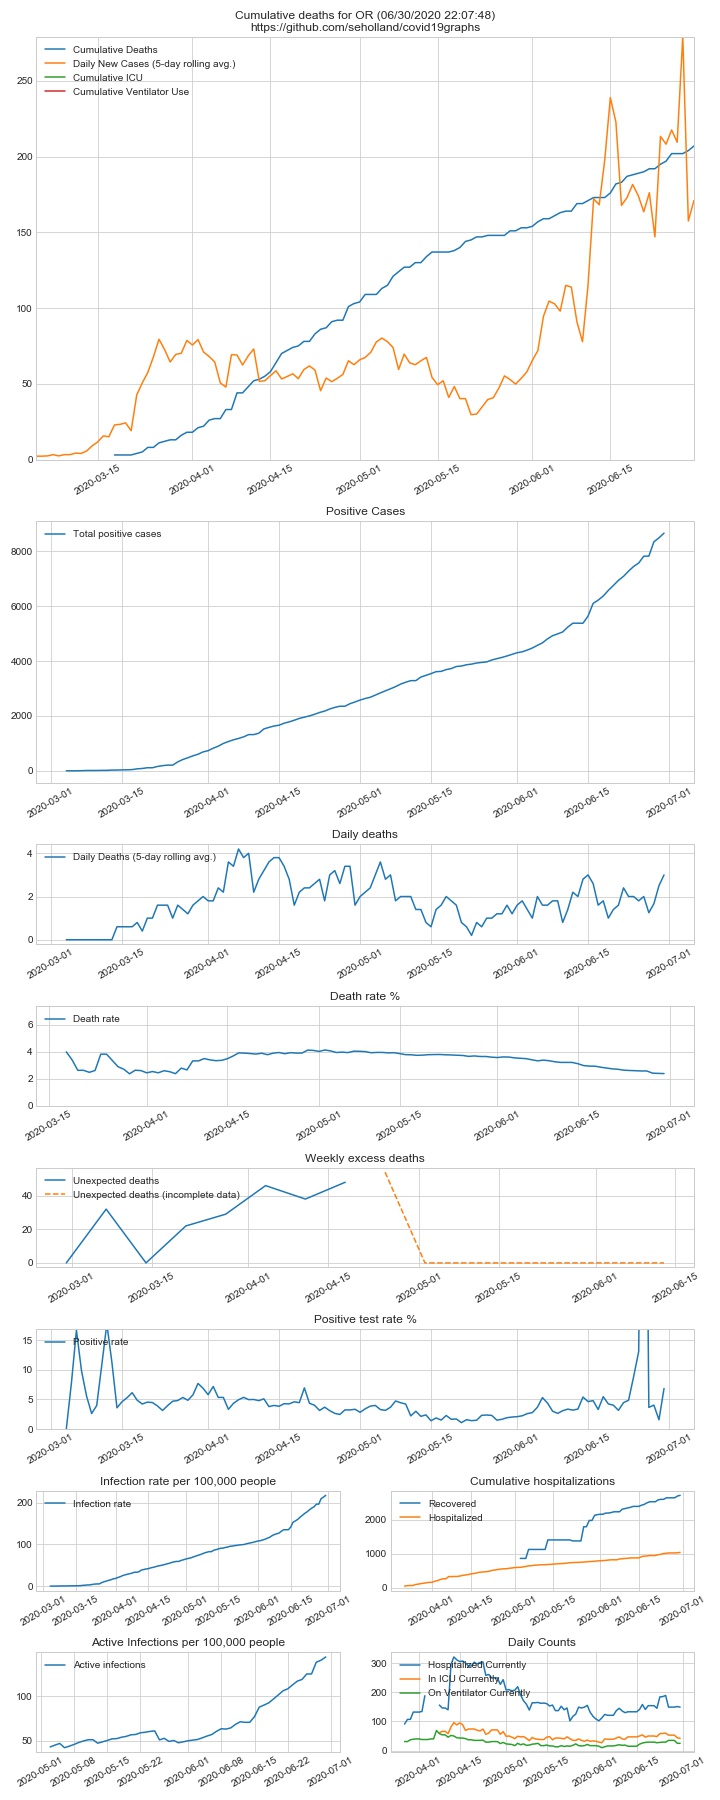 Cumulative deaths for OR (06/30/2020 22:07:48)
https://github.com/seholland/covid19graphs
Cumulative Deaths
Daily New Cases (5-day rolling avg.)
Cumulative ICU
Cumulative Ventilator Use
250
200
150
100
50
0
2020-03-15 2020-04-01 2020-04-15 2020-05-01 2020-05-15 2020-06-01 2020-06-15
Positive Cases
Total positive cases
8000
6000
4000
2000
0
2020-03-01 2020-03-15 2020-04-01 2020-04-15 2020-05-01 2020-05-15 2020-06-01 2020-06-15 2020-07-01
Daily deaths
Daily Deaths (5-day rolling avg.)
4
2
0
2020-03-01 2020-03-15 2020-04-01 2020-04-15 2020-05-01 2020-05-15 2020-06-01 2020-06-15 2020-07-01
Death rate %
Death rate
6
4
2
0
2020-03-15 2020-04-01 2020-04-15 2020-05-01 2020-05-15 2020-06-01 2020-06-15 2020-07-01
Weekly excess deaths
Unexpected deaths
Unexpected deaths (incomplete data)
40
20
0
2020-03-01 2020-03-15 2020-04-01 2020-04-15 2020-05-01 2020-05-15 2020-06-01 2020-06-15
Positive test rate %
Positive rate
15
10
5
0
2020-03-01 2020-03-15 2020-04-01 2020-04-15 2020-05-01 2020-05-15 2020-06-01 2020-06-15 2020-07-01
Infection rate per 100,000 people
Infection rate
200
100
0
2020-03-01 2020-03-15 2020-04-01 2020-04-15 2020-05-01 2020-05-15 2020-06-01 2020-06-15 2020-07-01
Cumulative hospitalizations
Recovered
Hospitalized
2000
1000
0
2020-04-01 2020-04-15 2020-05-01 2020-05-15 2020-06-01 2020-06-15 2020-07-01
Active Infections per 100,000 people
Active infections
100
50
2020-05-01 2020-05-08 2020-05-15 2020-05-22 2020-06-01 2020-06-08 2020-06-15 2020-06-22 2020-07-01
Daily Counts
Hospitalized Currently
In ICU Currently
On Ventilator Currently
300
200
100
0
2020-04-01 2020-04-15 2020-05-01 2020-05-15 2020-06-01 2020-06-15 2020-07-01